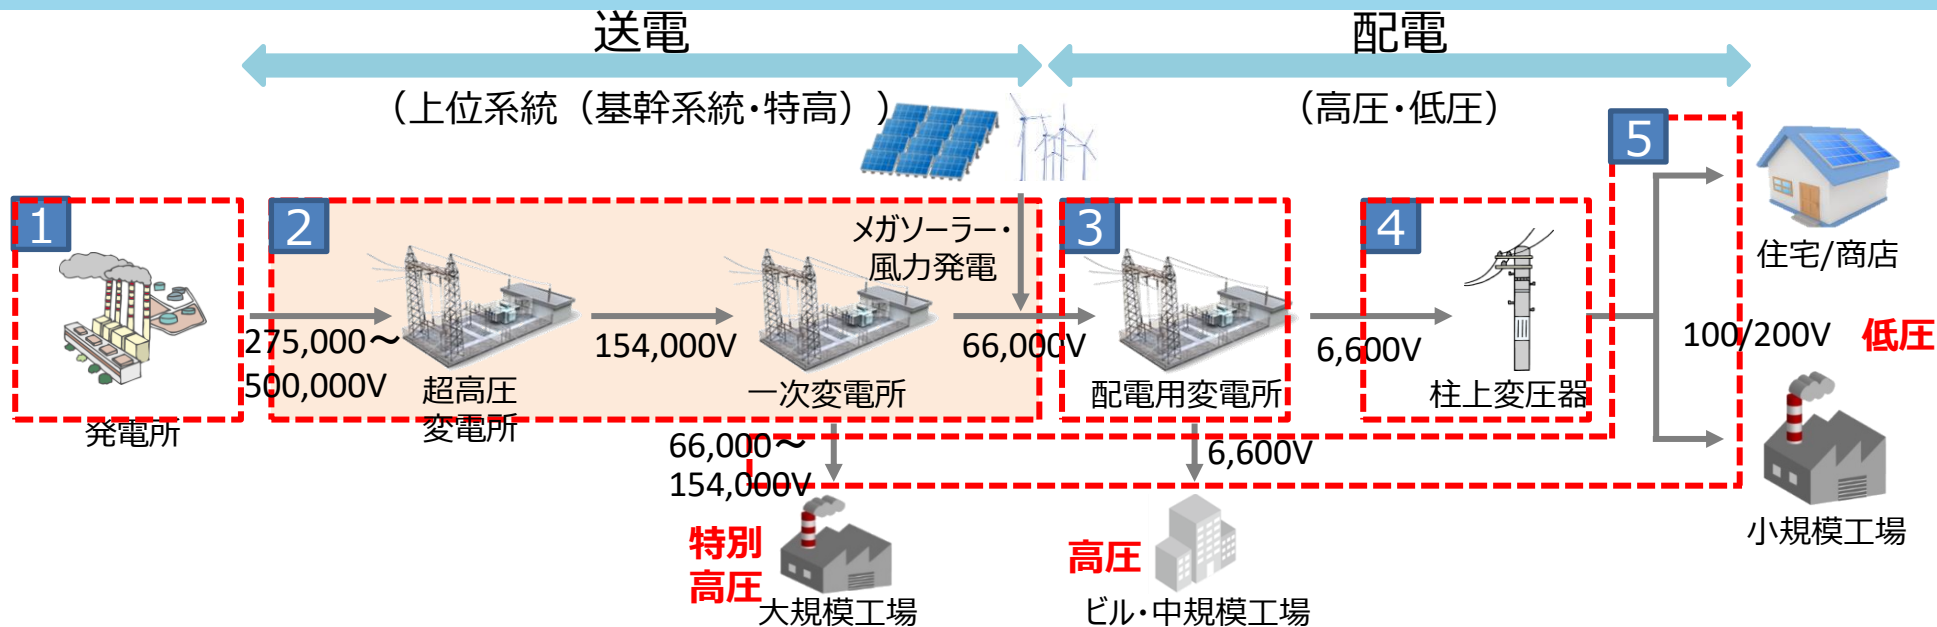 送電
配電
（上位系統（基幹系統・特高））
（高圧・低圧）
5
1
2
メガソーラー・
風力発電
3
4
住宅/商店
275,000～
500,000V
154,000V
66,000V
6,600V
100/200V
低圧
発電所
超高圧
変電所
一次変電所
配電用変電所
柱上変圧器
66,000～
154,000V
6,600V
特別
高圧
大規模工場
高圧
ビル・中規模工場
小規模工場